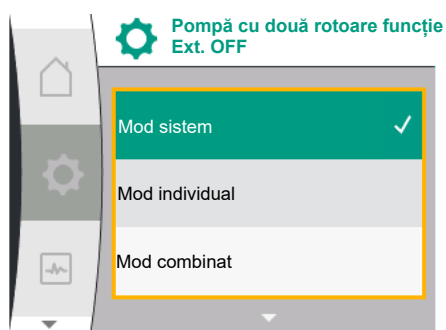 Pompă cu două rotoare funcție
Ext. OFF
Mod sistem
Mod individual
Mod combinat